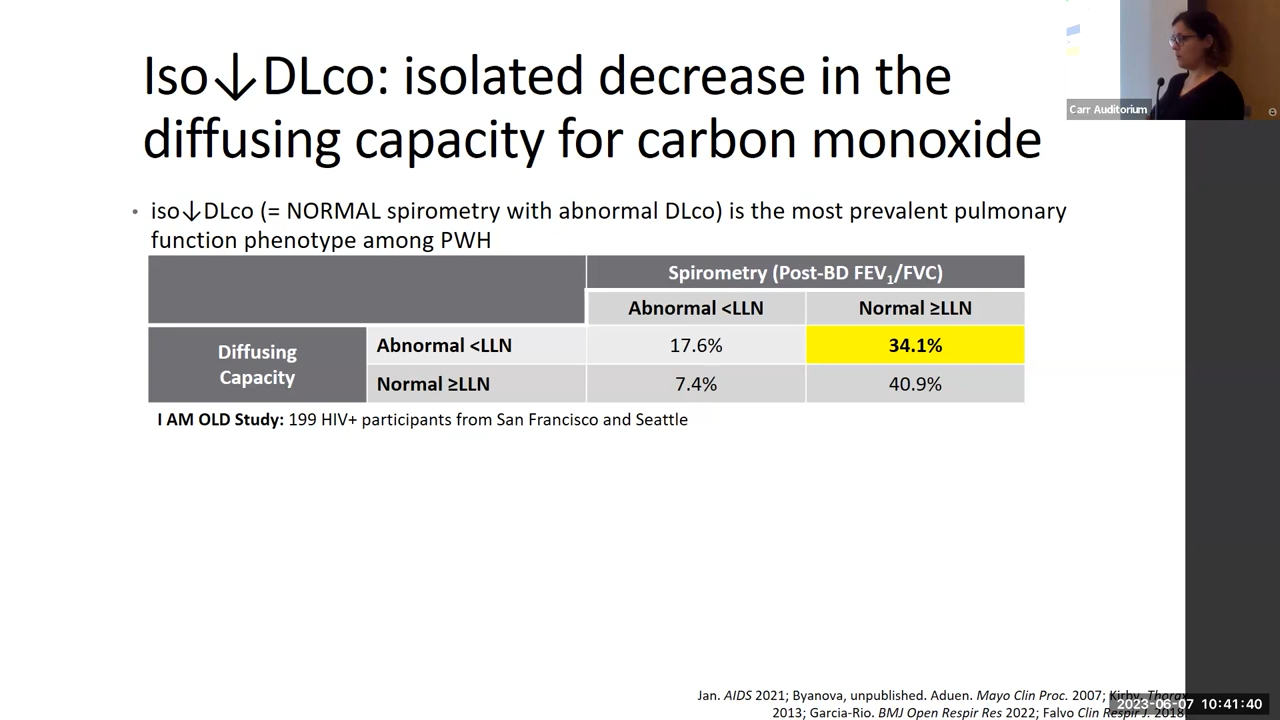 Iso↓DLco: isolated decrease in the
diffusing capacity for carbon monoxide
Carr Auditorium
• iso↓DLco (= NORMAL spirometry with abnormal DLco) is the most prevalent pulmonary
function phenotype among PWH
Spirometry (Post-BD FEV1/FVC)
Abnormal <LLN
Normal ≥LLN
Diffusing
Capacity
Abnormal <LLN
17.6%
34.1%
Normal ≥LLN
7.4%
40.9%
I AM OLD Study: 199 HIV+ participants from San Francisco and Seattle
Jan. AIDS 2021; Byanova, unpublished. Aduen. Mayo Clin Proc. 2007; Kirby. Thorax
2013; Garcia-Rio. BMJ Open Respir Res 2022; Falvo Clin Respir J. 2018
2023-06-07 10:41:40